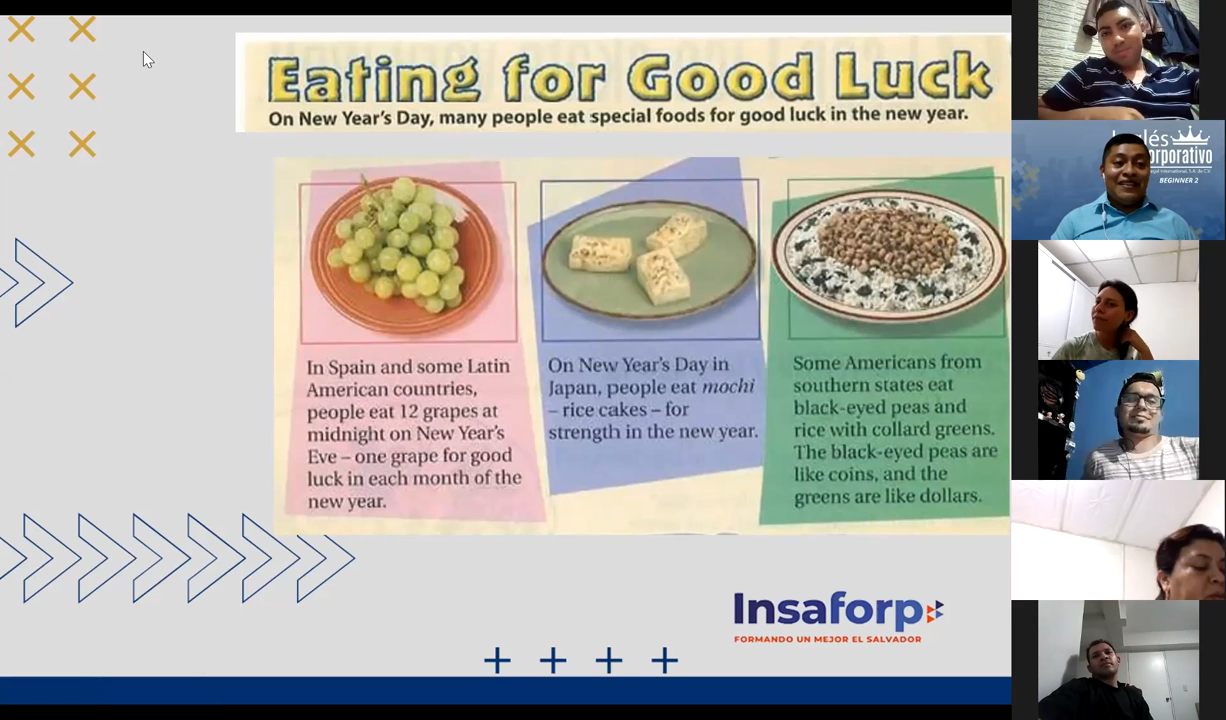 Eating for Good Luck
On New Year's Day, many people eat special foods for good luck in the new year.
In Spain and some Latin
American countries,
people eat 12 grapes at
midnight on New Year's
Eve – one grape for good
luck in each month of the
new year.
On New Year's Day in
Japan, people eat mochi
– rice cakes – for
strength in the new year.
Some Americans from
southern states eat
black-eyed peas and
rice with collard greens.
The black-eyed peas are
like coins, and the
greens are like dollars.
Insaforp
FORMANDO UN MEJOR EL SALVADOR
BEGINNER 2